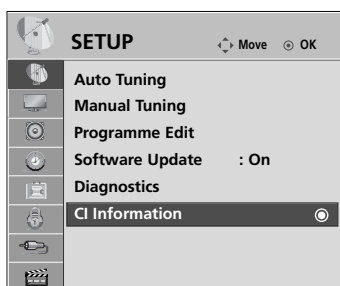 SETUP Move OK
Auto Tuning
Manual Tuning
Programme Edit
Software Update : On
Diagnostics
CI Information